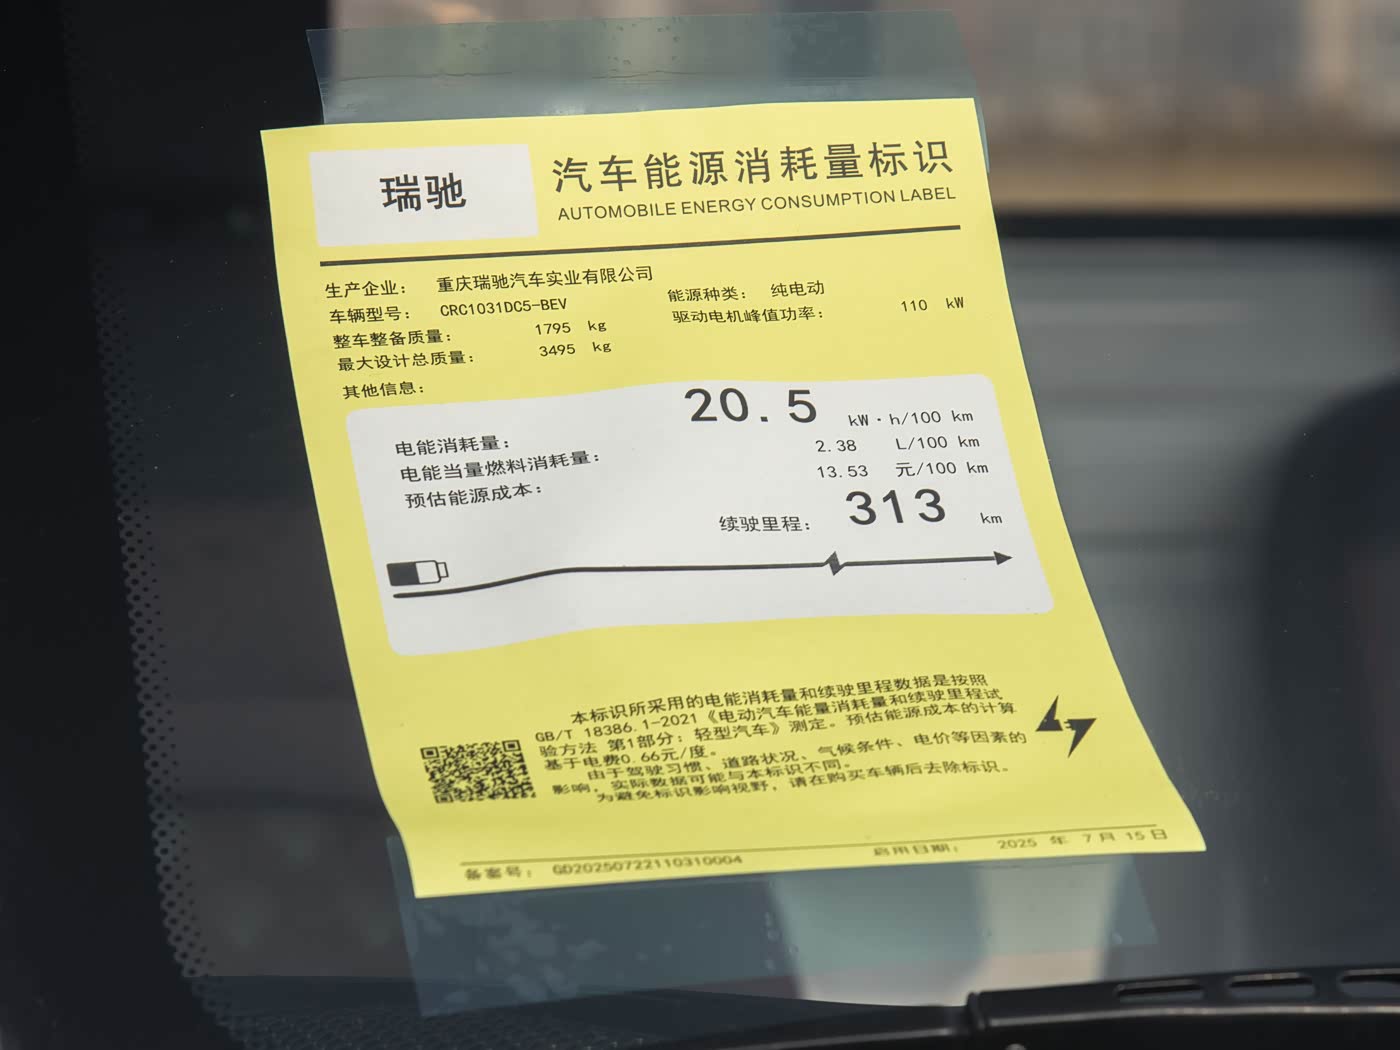 瑞驰
汽车能源消耗量标识
AUTOMOBILE ENERGY CONSUMPTION LABEL
生产企业： 重庆瑞驰汽车实业有限公司
车辆型号： CRC1031DC5-BEV
能源种类： 纯电动
整车整备质量： 1795 kg
驱动电机峰值功率： 110 kW
最大设计总质量： 3495 kg
其他信息：
电能消耗量： 20.5 kW·h/100 km
电能当量燃料消耗量： 2.38 L/100 km
预估能源成本： 13.53 元/100 km
续驶里程： 313 km
本标识所采用的电能消耗量和续驶里程数据是按照
GB/T 18386.1-2021《电动汽车能量消耗量和续驶里程试
验方法 第1部分：轻型汽车》测定。预估能源成本的计算
基于电费0.66元/度。
由于驾驶习惯、道路状况、气候条件、电价等因素的
影响，实际数据可能与本标识不同。
为避免标识影响视野，请在购买车辆后去除标识。
备案号： GD20250722110310004
启用日期： 2025 年 7月 15日